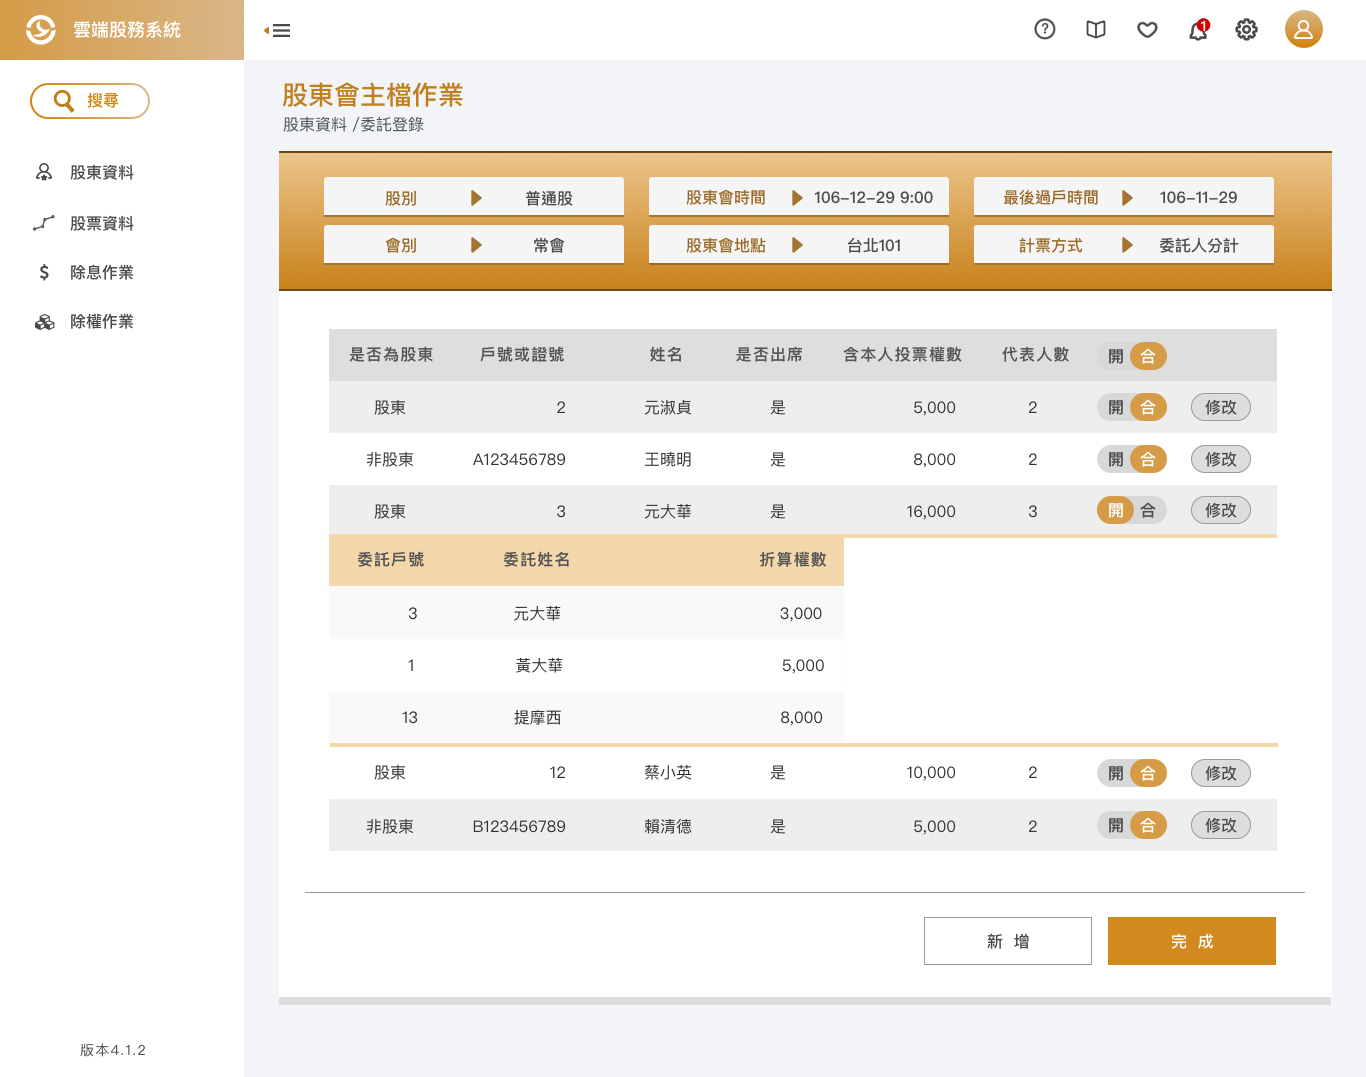 雲端股務系統
1
搜尋
股東資料
股票資料
除息作業
除權作業
版本4.1.2
股東會主檔作業
股東資料 /委託登錄
股別 普通股 股東會時間 106-12-29 9:00 最後過戶時間 106-11-29
會別 常會 股東會地點 台北101 計票方式 委託人分計
是否為股東 戶號或證號 姓名 是否出席 含本人投票權數 代表人數 開 合
股東 2 元淑貞 是 5,000 2 開 合 修改
非股東 A123456789 王曉明 是 8,000 2 開 合 修改
股東 3 元大華 是 16,000 3 開 合 修改
委託戶號 委託姓名 折算權數
3 元大華 3,000
1 黃大華 5,000
13 提摩西 8,000
股東 12 蔡小英 是 10,000 2 開 合 修改
非股東 B123456789 賴清德 是 5,000 2 開 合 修改
新 增 完 成